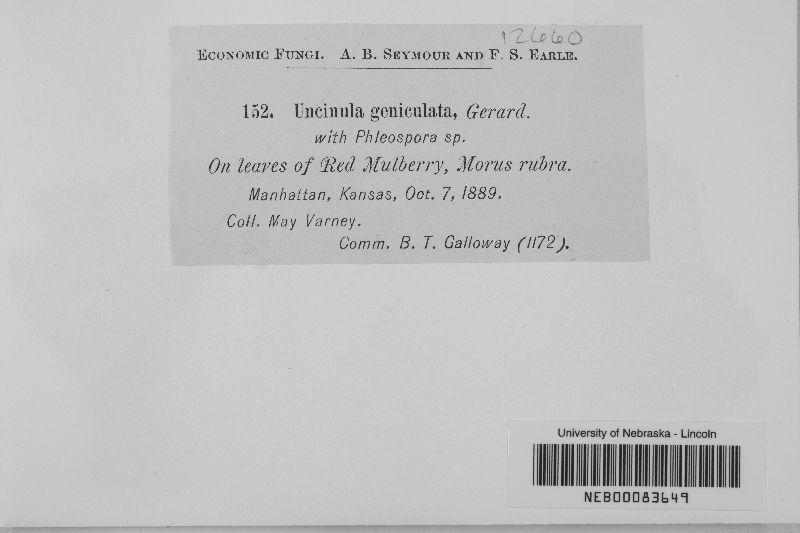 12660
Economic Fungi. A. B. Seymour and F. S. Earle.
152. Uncinula geniculata, Gerard.
with Phleospora sp.
On leaves of Red Mulberry, Morus rubra.
Manhattan, Kansas, Oct. 7, 1889.
Coll. May Varney.
Comm. B. T. Galloway (1172).
University of Nebraska - Lincoln
NEB00083649